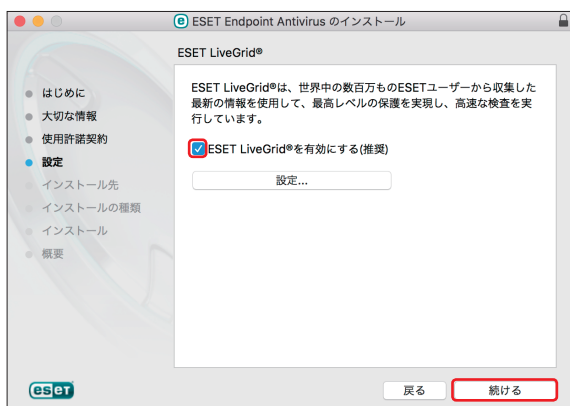 ESET Endpoint Antivirus のインストール
ESET LiveGrid®
はじめに
大切な情報
使用許諾契約
設定
インストール先
インストールの種類
インストール
概要
ESET LiveGrid®は、世界中の数百万ものESETユーザーから収集した
最新の情報を使用して、最高レベルの保護を実現し、高速な検査を実
行しています。
ESET LiveGrid®を有効にする(推奨)
設定...
eset
戻る
続ける